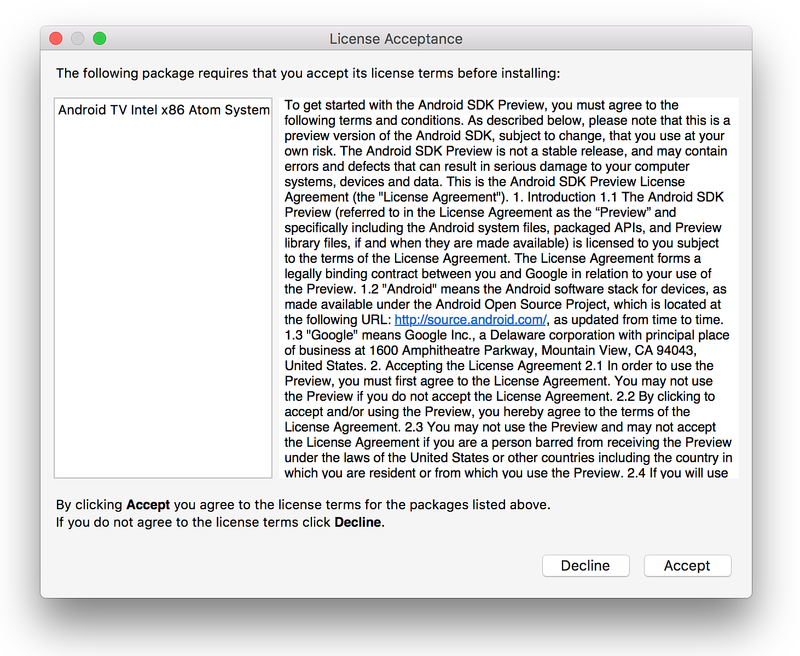 License Acceptance
The following package requires that you accept its license terms before installing:
Android TV Intel x86 Atom System
To get started with the Android SDK Preview, you must agree to the
following terms and conditions. As described below, please note that this is a
preview version of the Android SDK, subject to change, that you use at your
own risk. The Android SDK Preview is not a stable release, and may contain
errors and defects that can result in serious damage to your computer
systems, devices and data. This is the Android SDK Preview License
Agreement (the "License Agreement"). 1. Introduction 1.1 The Android SDK
Preview (referred to in the License Agreement as the “Preview” and
specifically including the Android system files, packaged APIs, and Preview
library files, if and when they are made available) is licensed to you subject
to the terms of the License Agreement. The License Agreement forms a
legally binding contract between you and Google in relation to your use of
the Preview. 1.2 "Android" means the Android software stack for devices, as
made available under the Android Open Source Project, which is located at
the following URL: http://source.android.com/, as updated from time to time.
1.3 "Google" means Google Inc., a Delaware corporation with principal place
of business at 1600 Amphitheatre Parkway, Mountain View, CA 94043,
United States. 2. Accepting the License Agreement 2.1 In order to use the
Preview, you must first agree to the License Agreement. You may not use
the Preview if you do not accept the License Agreement. 2.2 By clicking to
accept and/or using the Preview, you hereby agree to the terms of the
License Agreement. 2.3 You may not use the Preview and may not accept
the License Agreement if you are a person barred from receiving the Preview
under the laws of the United States or other countries including the country in
which you are resident or from which you use the Preview. 2.4 If you will use
By clicking Accept you agree to the license terms for the packages listed above.
If you do not agree to the license terms click Decline.
Decline
Accept